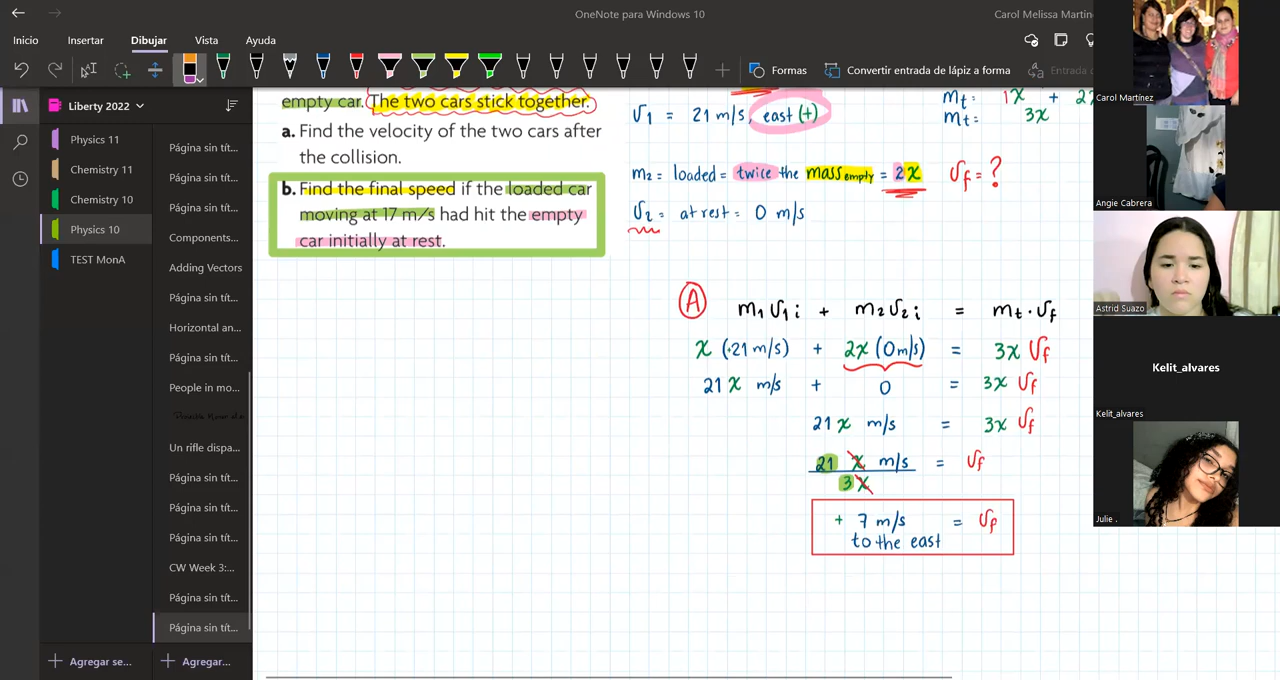 OneNote para Windows 10
Carol Melissa Martine
Inicio
Insertar
Dibujar
Vista
Ayuda
Formas
Convertir entrada de lápiz a forma
Entrada d
Liberty 2022
Physics 11
Chemistry 11
Chemistry 10
Physics 10
TEST MonA
Página sin tít...
Página sin tít...
Página sin tít...
Components...
Adding Vectors
Página sin tít...
Horizontal an...
Página sin tít...
People in mo...
Un rifle dispa...
Página sin tít...
Página sin tít...
Página sin tít...
CW Week 3:...
Página sin tít...
Página sin tít...
Agregar se...
Agregar...
empty car. The two cars stick together.
a. Find the velocity of the two cars after
the collision.
b. Find the final speed if the loaded car
moving at 17 m/s had hit the empty
car initially at rest.
v1 = 21 m/s, east (+)
mt = 1x + 2
mt = 3x
m2 = loaded = twice the mass empty = 2x
vf = ?
v2 = at rest = 0 m/s
A
m1 v1i + m2 v2i = mt · vf
x (+21 m/s) + 2x (0 m/s) = 3x vf
21 x m/s + 0 = 3x vf
21 x m/s = 3x vf
21 x m/s = vf
3x
+ 7 m/s = vf
to the east
Carol Martínez
Angie Cabrera
Astrid Suazo
Kelit_alvares
Kelit_alvares
Julie .